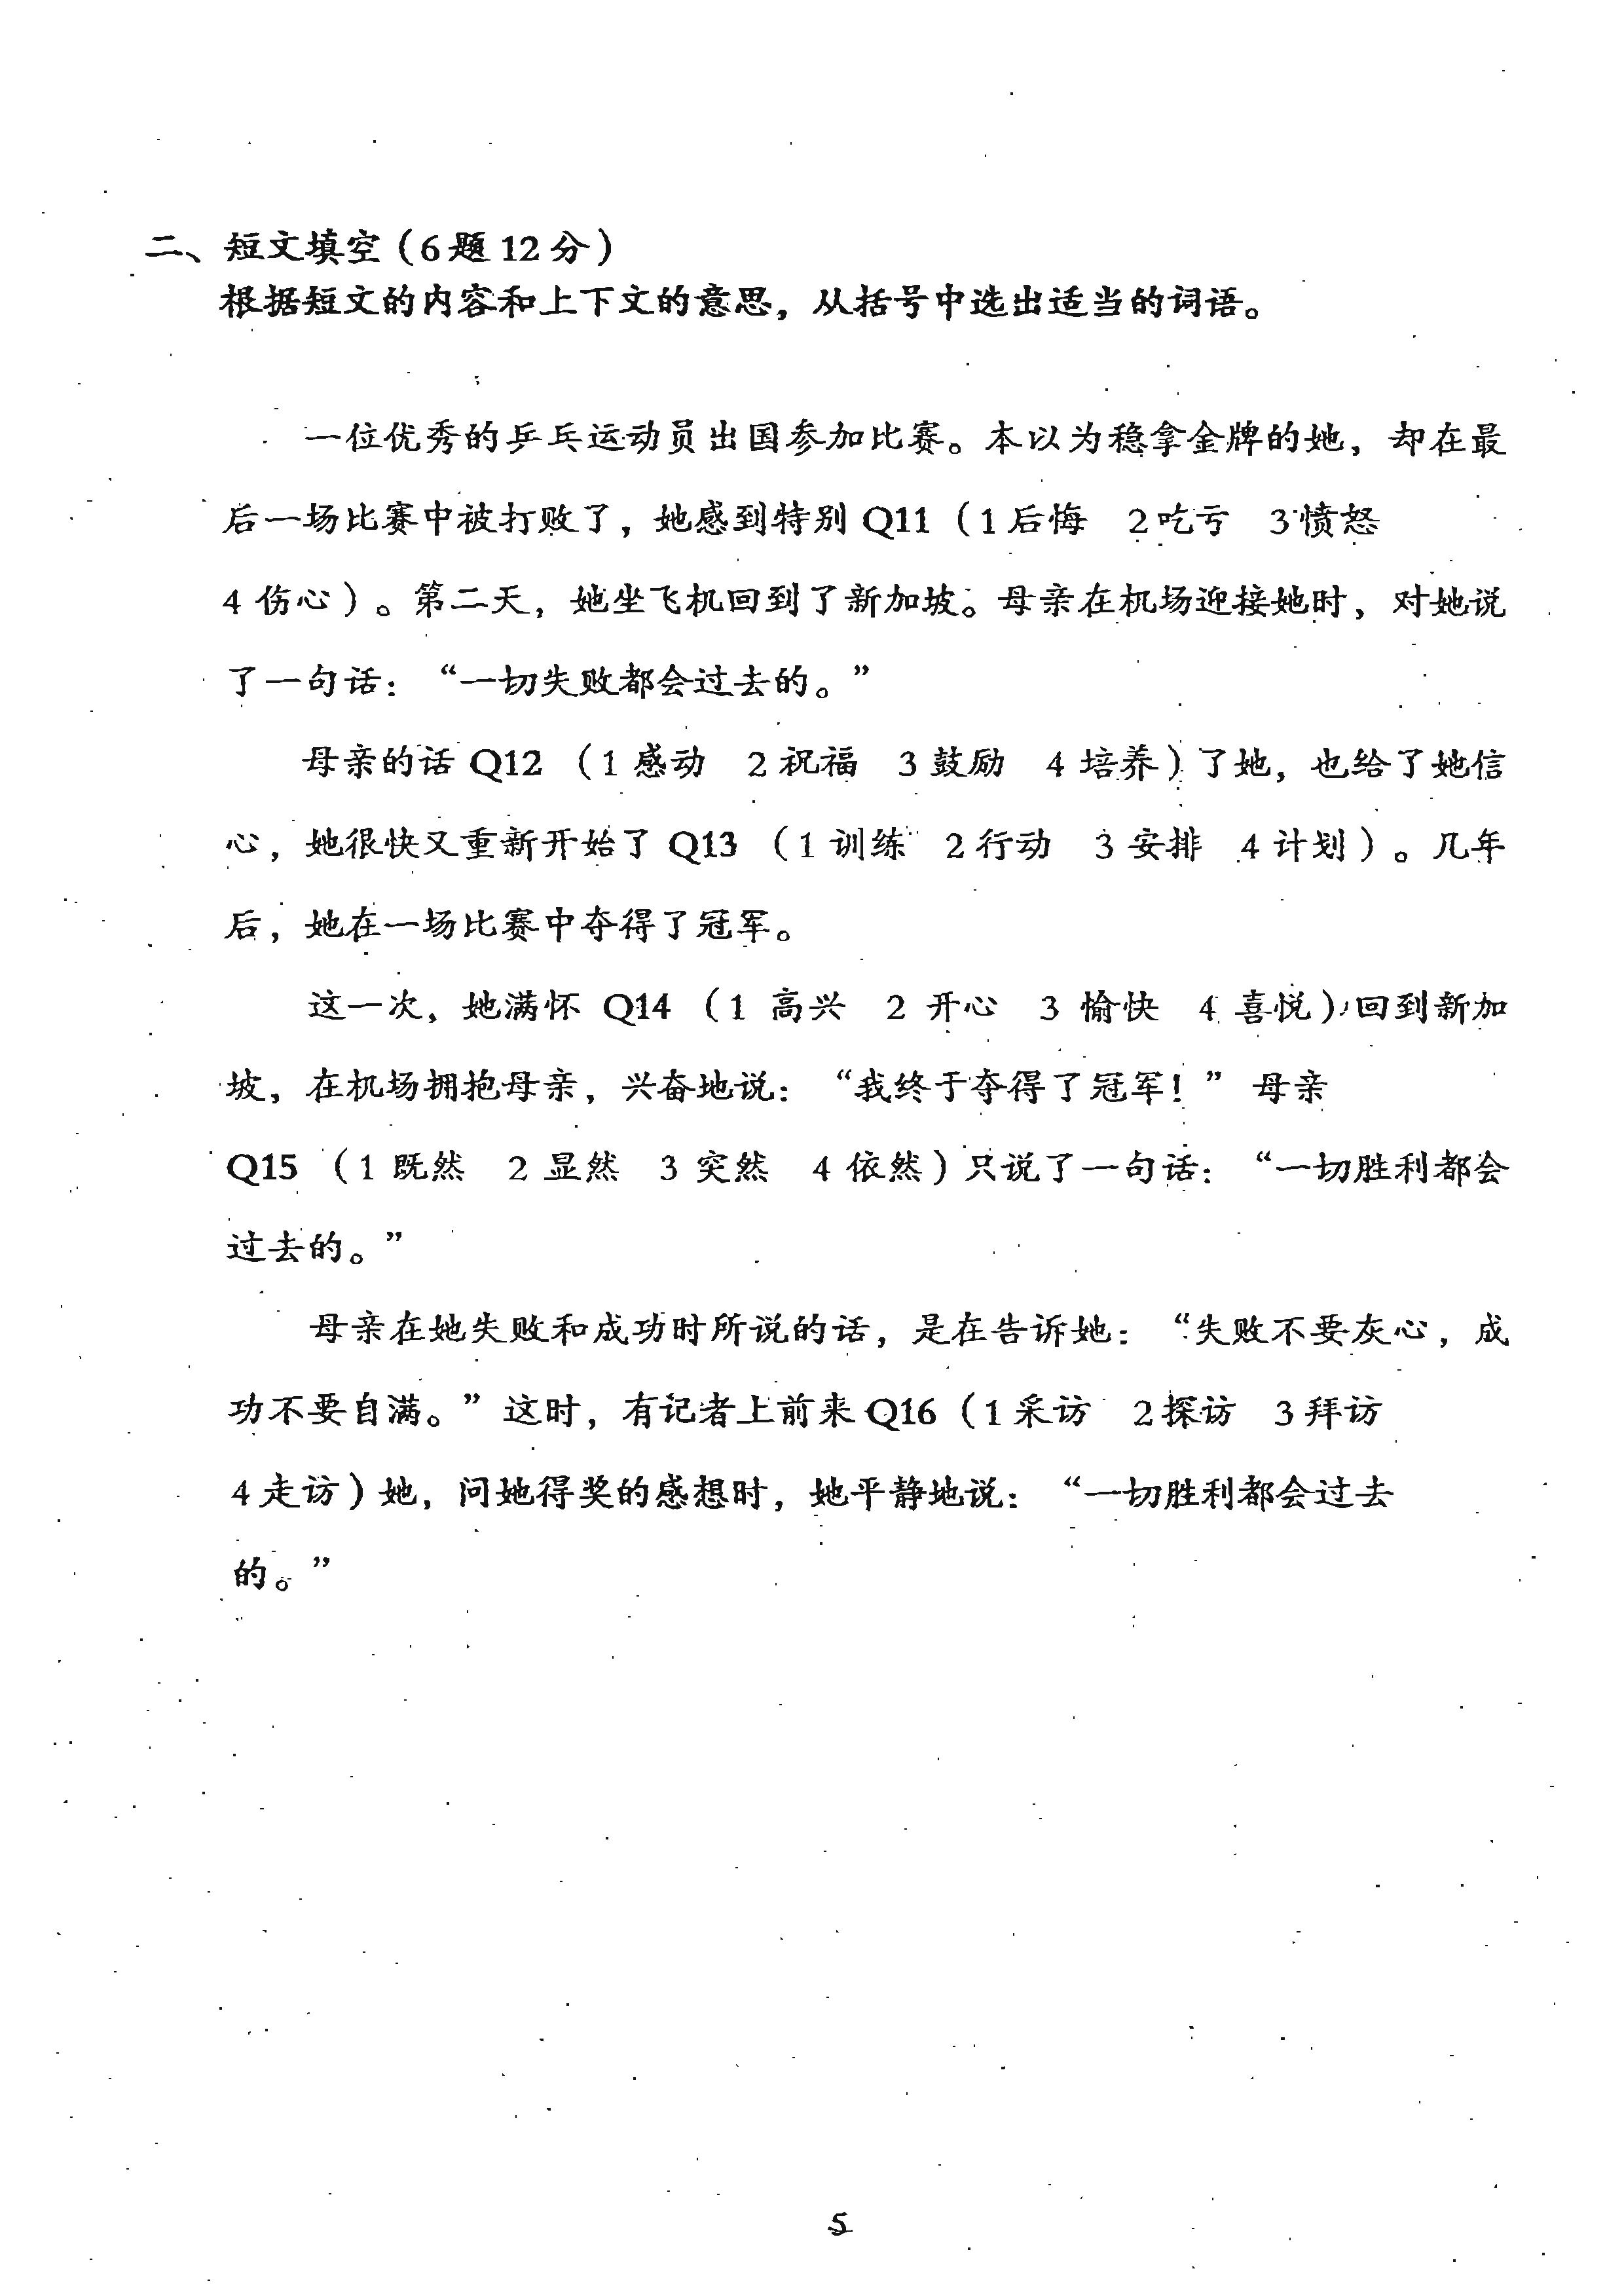 二、短文填空（6题12分）
根据短文的内容和上下文的意思，从括号中选出适当的词语。
一位优秀的乒乓运动员出国参加比赛。本以为稳拿金牌的她，却在最
后一场比赛中被打败了，她感到特别 Q11（1后悔 2吃亏 3愤怒
4 伤心）。第二天，她坐飞机回到了新加坡。母亲在机场迎接她时，对她说
了一句话：“一切失败都会过去的。”
母亲的话 Q12（1 感动 2 祝福 3 鼓励 4 培养）了她，也给了她信
心，她很快又重新开始了 Q13（1 训练 2 行动 3 安排 4 计划）。几年
后，她在一场比赛中夺得了冠军。
这一次，她满怀 Q14（1 高兴 2 开心 3 愉快 4 喜悦）回到新加
坡，在机场拥抱母亲，兴奋地说：“我终于夺得了冠军！” 母亲
Q15（1 既然 2 显然 3 突然 4 依然）只说了一句话：“一切胜利都会
过去的。”
母亲在她失败和成功时所说的话，是在告诉她：“失败不要灰心，成
功不要自满。”这时，有记者上前来 Q16（1 采访 2 探访 3 拜访
4 走访）她，问她得奖的感想时，她平静地说：“一切胜利都会过去
的。”
5